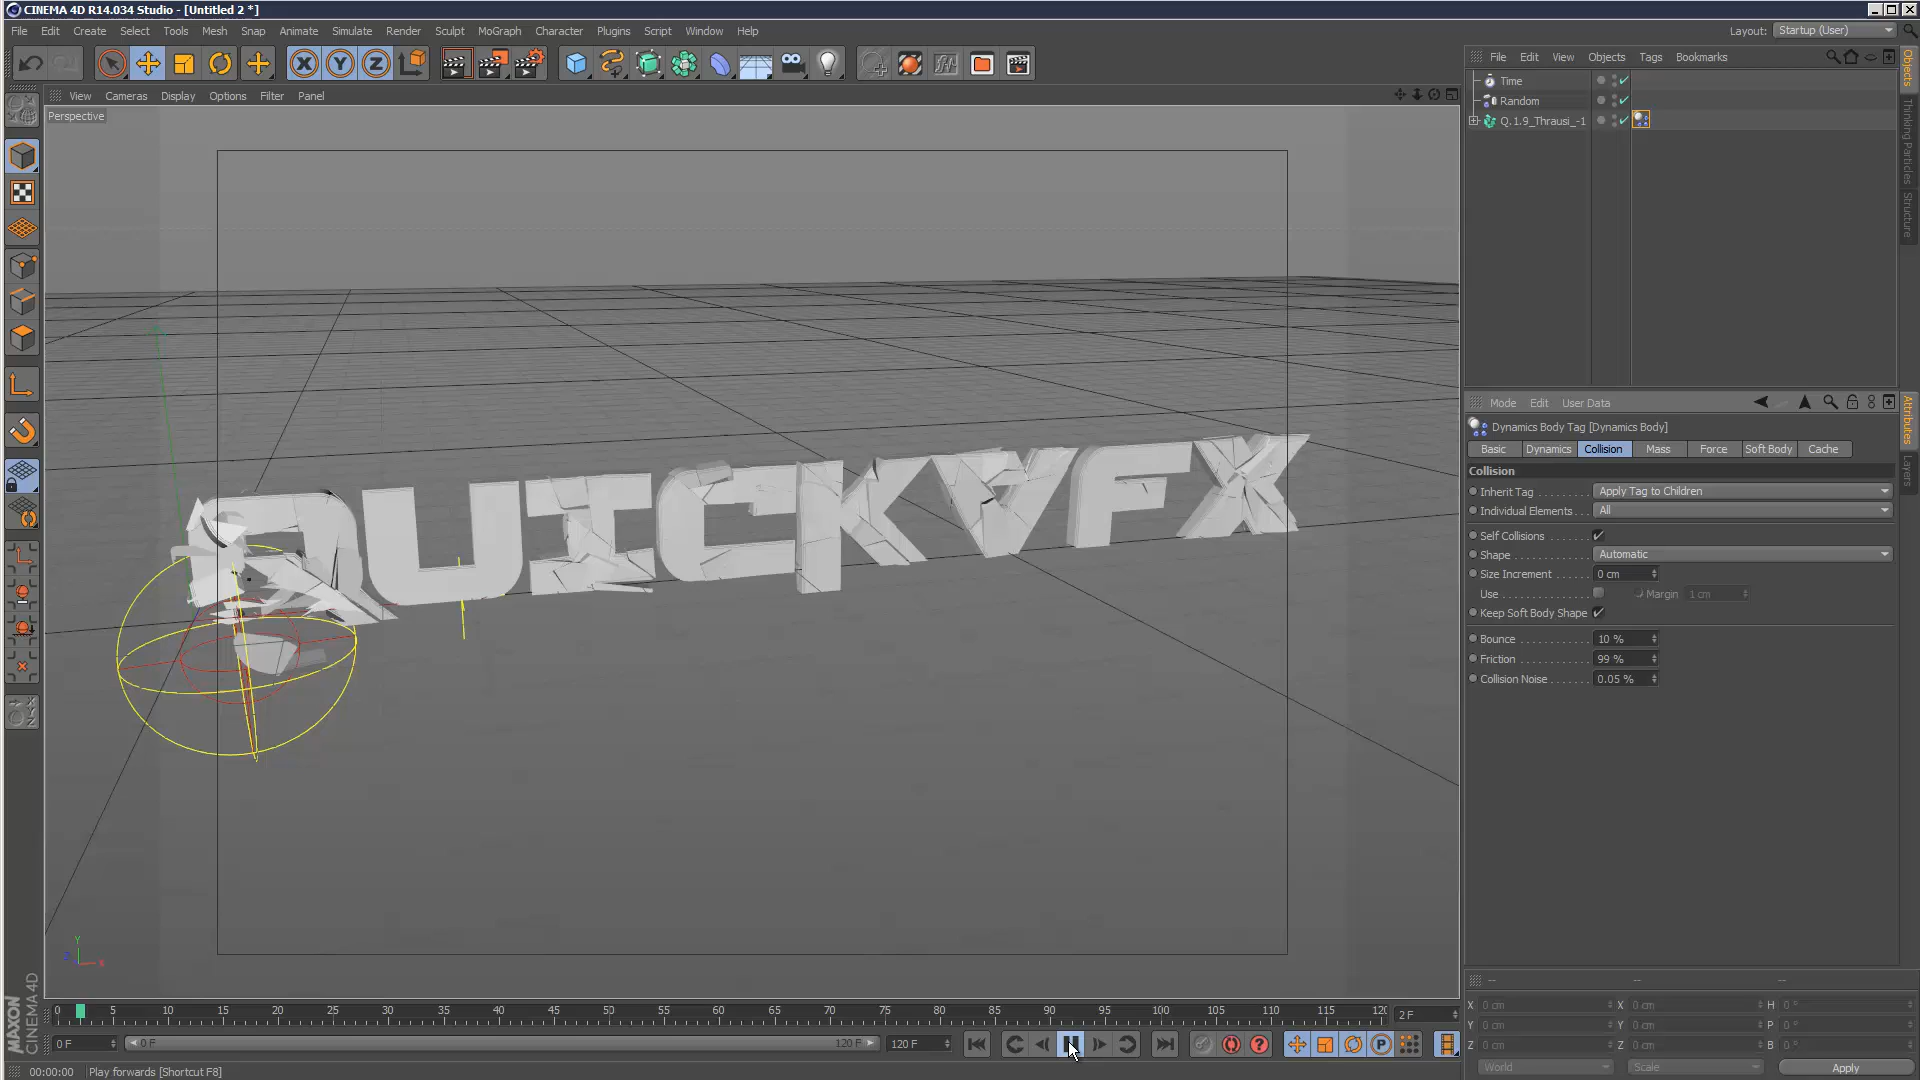 CINEMA 4D R14.034 Studio - [Untitled 2 *]
File Edit Create Select Tools Mesh Snap Animate Simulate Render Sculpt MoGraph Character Plugins Script Window Help
Layout: Startup (User)
View Cameras Display Options Filter Panel
Perspective
File Edit View Objects Tags Bookmarks
Time
Random
Q.1.9_Thrausi_-1
Objects
Thinking Particles
Structure
QUICKVFX
Mode Edit User Data
Dynamics Body Tag [Dynamics Body]
Basic Dynamics Collision Mass Force Soft Body Cache
Collision
Inherit Tag Apply Tag to Children
Individual Elements All
Self Collisions
Shape Automatic
Size Increment 0 cm
Use Margin 1 cm
Keep Soft Body Shape
Bounce 10 %
Friction 99 %
Collision Noise 0.05 %
Attributes
Layers
Y
Z X
0 5 10 15 20 25 30 35 40 45 50 55 60 65 70 75 80 85 90 95 100 105 110 115 120 2 F
0 F 0 F 120 F 120 F
00:00:00 Play forwards [Shortcut F8]
MAXON
CINEMA 4D
-- -- --
X 0 cm X 0 cm H 0 °
Y 0 cm Y 0 cm P 0 °
Z 0 cm Z 0 cm B 0 °
World Scale Apply